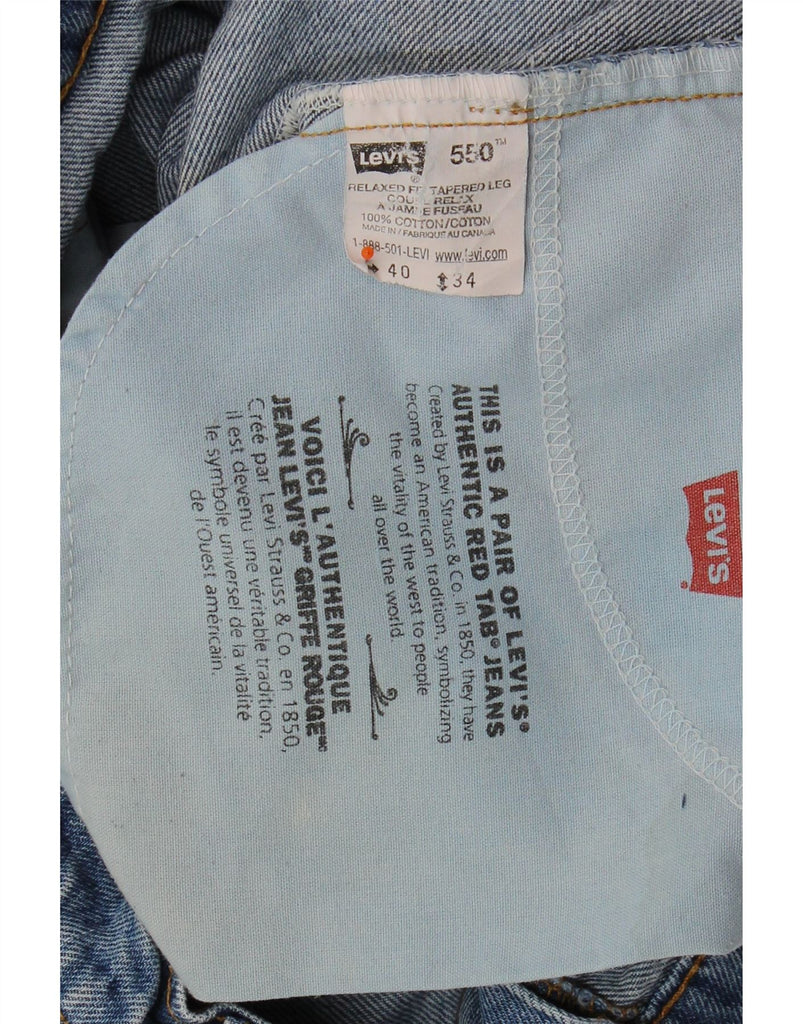 LEVI'S 550™
®
RELAXED FIT TAPERED LEG
COUPE RELAX
A JAMBE FUSEAU
100% COTTON/COTON
MADE IN/FABRIQUE AU CANADA
1-888-501-LEVI www.levi.com
40 34
THIS IS A PAIR OF LEVI'S®
AUTHENTIC RED TAB® JEANS
Created by Levi Strauss & Co. in 1850, they have
become an American tradition, symbolizing
the vitality of the west to people
all over the world.
VOICI L'AUTHENTIQUE
JEAN LEVI'S MC GRIFFE ROUGE MC
Créé par Levi Strauss & Co. en 1850,
il est devenu une véritable tradition,
le symbole universel de la vitalité
de l'Ouest américain.
LEVI'S
®